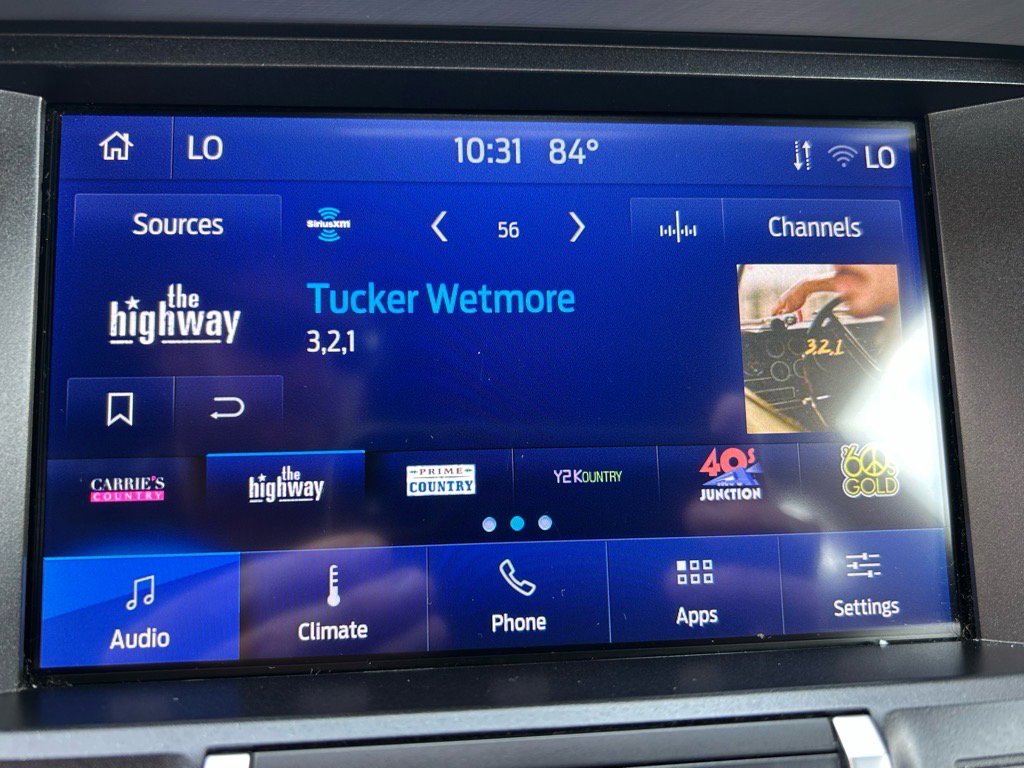 LO 10:31 84° LO
Sources SiriusXM 56 Channels
the
highway
Tucker Wetmore
3,2,1
3,2,1
CARRIE'S
COUNTRY
the
highway
PRIME
COUNTRY
Y2KOUNTRY
40s
JUNCTION
60s
GOLD
Audio Climate Phone Apps Settings